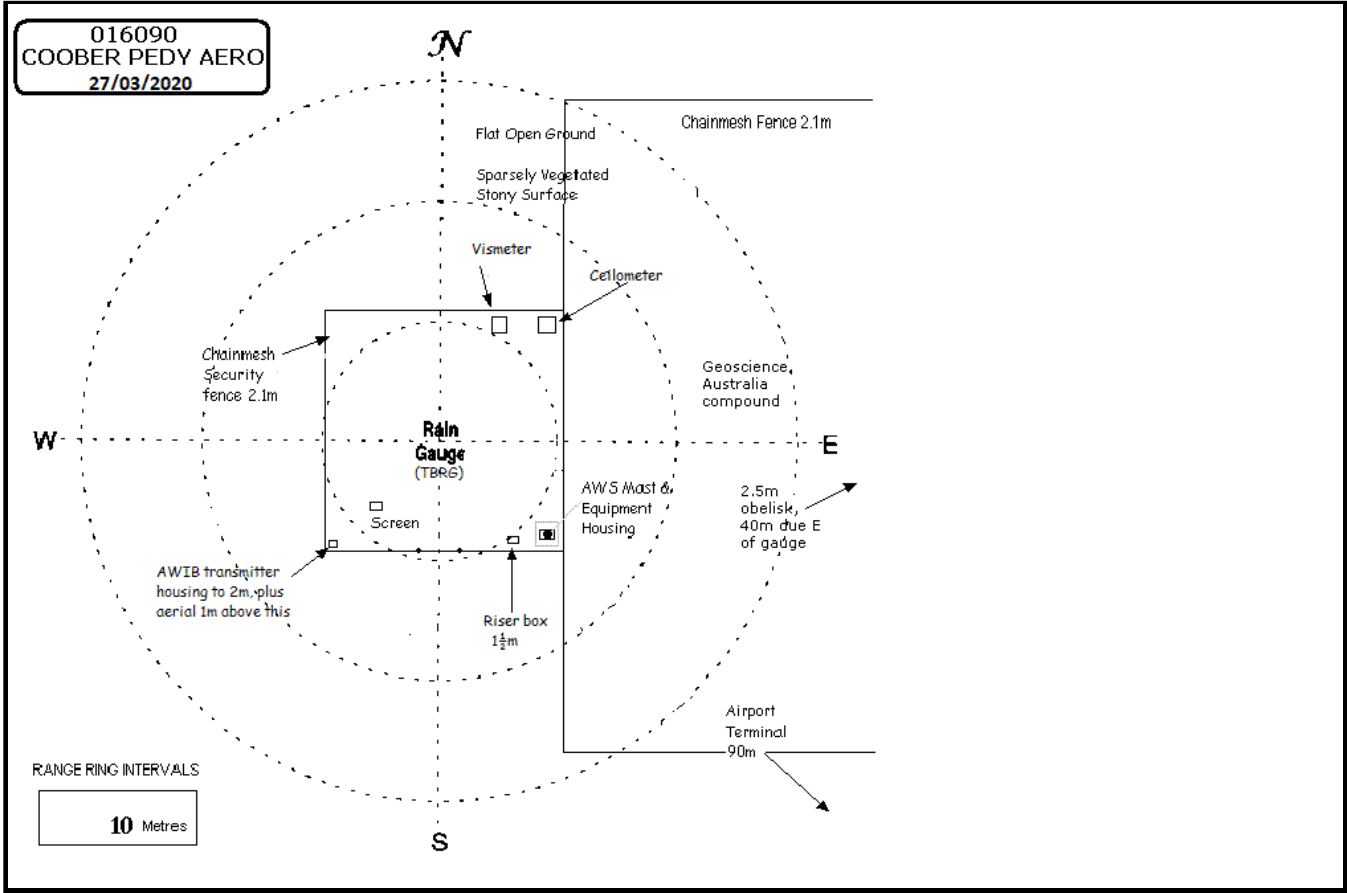 016090
COOBER PEDY AERO
27/03/2020
N
Flat Open Ground
Chainmesh Fence 2.1m
Sparsely Vegetated
Stony Surface
Vismeter
Ceilometer
Chainmesh
Security
fence 2.1m
Geoscience
Australia
compound
W
Rain
Gauge
(TBRG)
E
AWS Mast &
Equipment
Housing
2.5m
obelisk,
40m due E
of gauge
Screen
AWIB transmitter
housing to 2m, plus
aerial 1m above this
Riser box
1½m
Airport
Terminal
90m
RANGE RING INTERVALS
10 Metres
S